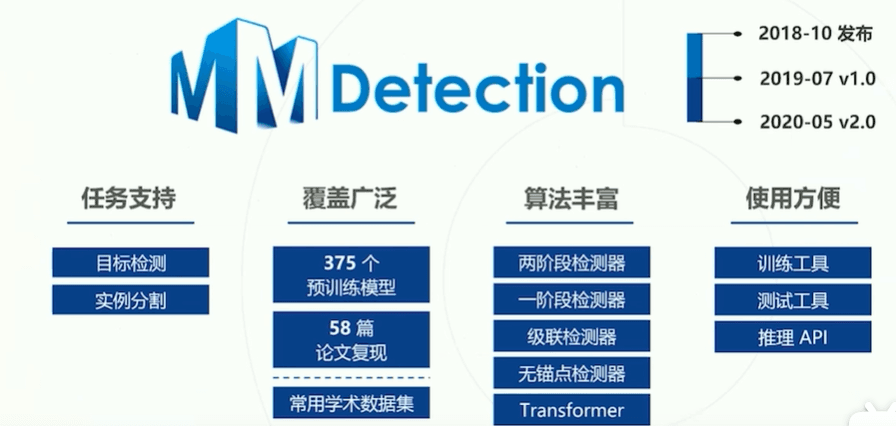 MM Detection
2018-10 发布
2019-07 v1.0
2020-05 v2.0
任务支持
目标检测
实例分割
覆盖广泛
375 个
预训练模型
58 篇
论文复现
常用学术数据集
算法丰富
两阶段检测器
一阶段检测器
级联检测器
无锚点检测器
Transformer
使用方便
训练工具
测试工具
推理 API